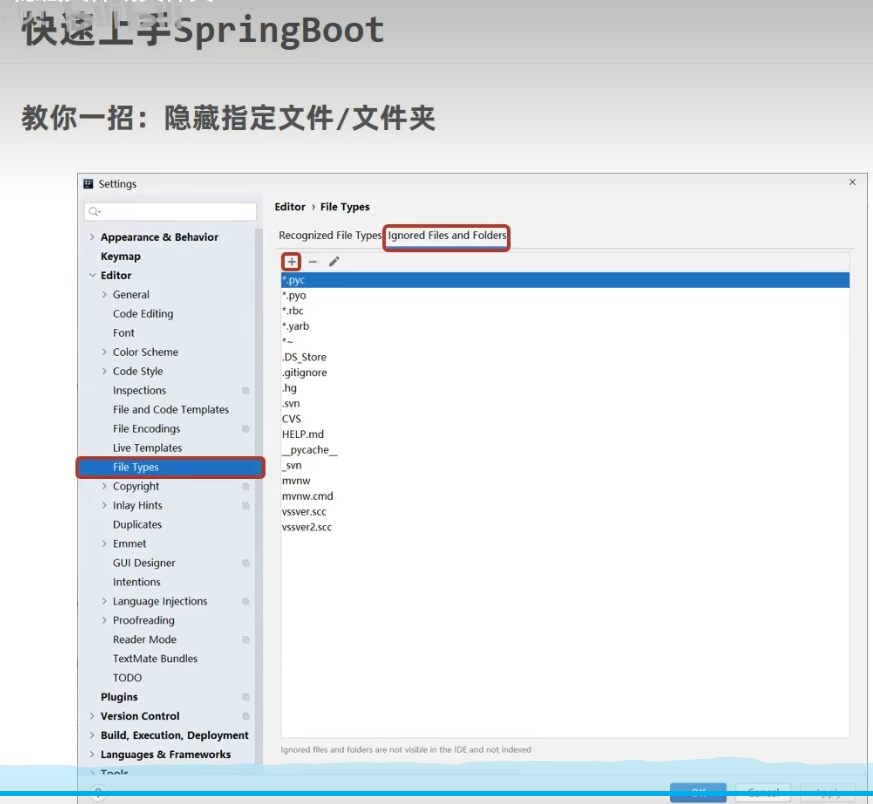 快速上手SpringBoot
教你一招：隐藏指定文件/文件夹
Settings
Editor › File Types
Recognized File Types Ignored Files and Folders
Appearance & Behavior
Keymap
Editor
General
Code Editing
Font
Color Scheme
Code Style
Inspections
File and Code Templates
File Encodings
Live Templates
File Types
Copyright
Inlay Hints
Duplicates
Emmet
GUI Designer
Intentions
Language Injections
Proofreading
Reader Mode
TextMate Bundles
TODO
Plugins
Version Control
Build, Execution, Deployment
Languages & Frameworks
Tools
*.pyc
*.pyo
*.rbc
*.yarb
*~
.DS_Store
.gitignore
.hg
.svn
CVS
HELP.md
__pycache__
_svn
mvnw
mvnw.cmd
vssver.scc
vssver2.scc
Ignored files and folders are not visible in the IDE and not indexed
OK Cancel Apply